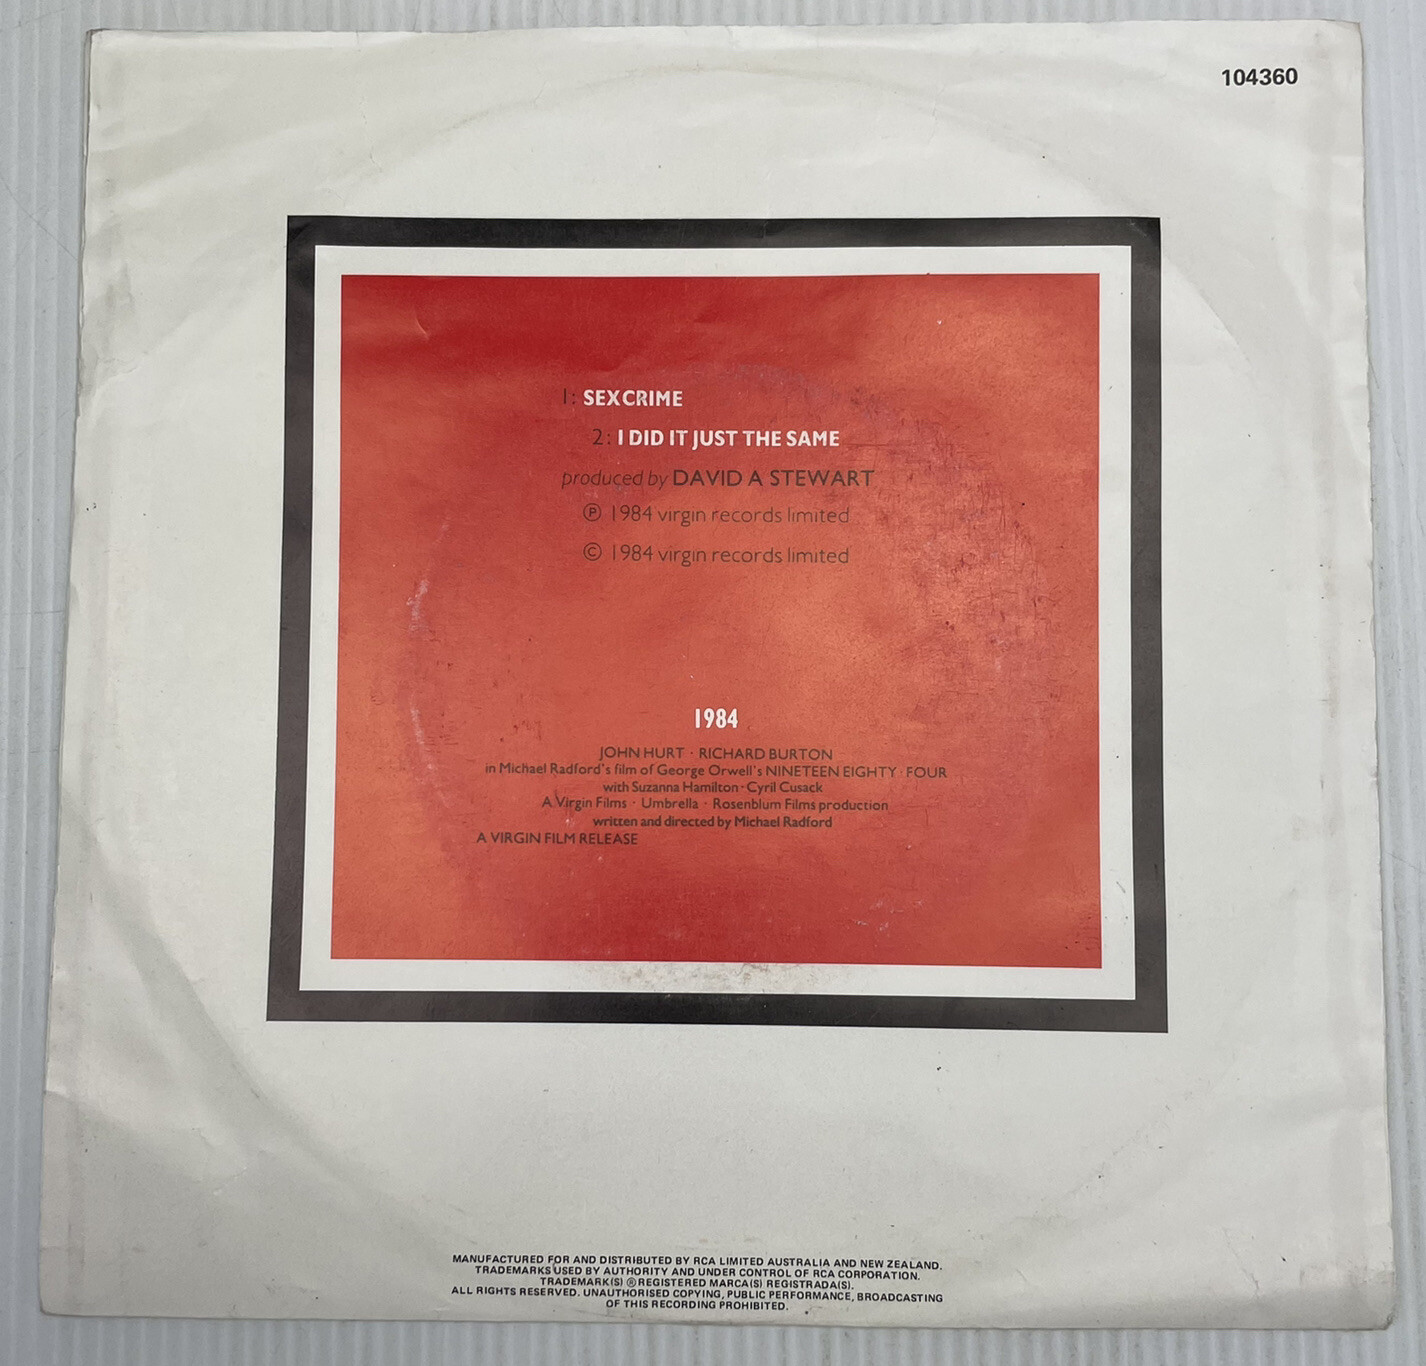 104360
1: SEXCRIME
2: I DID IT JUST THE SAME
produced by DAVID A STEWART
℗ 1984 virgin records limited
© 1984 virgin records limited
1984
JOHN HURT · RICHARD BURTON
in Michael Radford's film of George Orwell's NINETEEN EIGHTY · FOUR
with Suzanna Hamilton · Cyril Cusack
A Virgin Films · Umbrella · Rosenblum Films production
written and directed by Michael Radford
A VIRGIN FILM RELEASE
MANUFACTURED FOR AND DISTRIBUTED BY RCA LIMITED AUSTRALIA AND NEW ZEALAND.
TRADEMARKS USED BY AUTHORITY AND UNDER CONTROL OF RCA CORPORATION.
TRADEMARK(S) ® REGISTERED MARCA(S) REGISTRADA(S).
ALL RIGHTS RESERVED. UNAUTHORISED COPYING, PUBLIC PERFORMANCE, BROADCASTING
OF THIS RECORDING PROHIBITED.